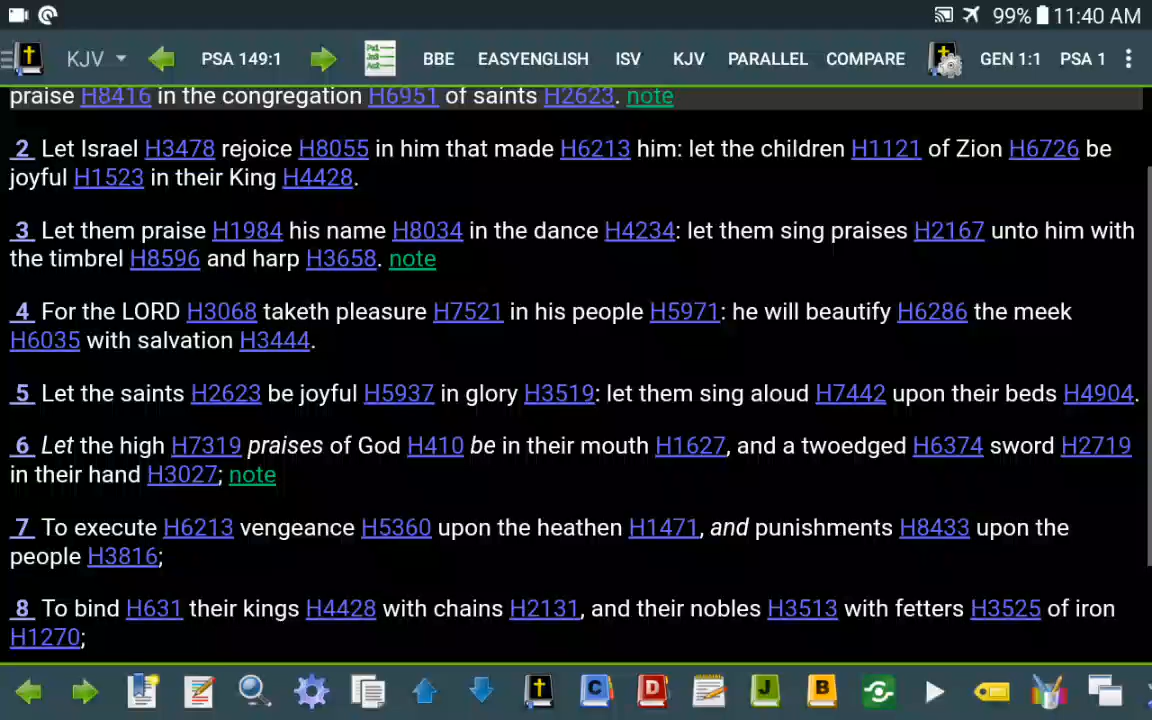 99% 11:40 AM
KJV PSA 149:1 BBE EASYENGLISH ISV KJV PARALLEL COMPARE GEN 1:1 PSA 1
praise H8416 in the congregation H6951 of saints H2623. note
2 Let Israel H3478 rejoice H8055 in him that made H6213 him: let the children H1121 of Zion H6726 be
joyful H1523 in their King H4428.
3 Let them praise H1984 his name H8034 in the dance H4234: let them sing praises H2167 unto him with
the timbrel H8596 and harp H3658. note
4 For the LORD H3068 taketh pleasure H7521 in his people H5971: he will beautify H6286 the meek
H6035 with salvation H3444.
5 Let the saints H2623 be joyful H5937 in glory H3519: let them sing aloud H7442 upon their beds H4904.
6 Let the high H7319 praises of God H410 be in their mouth H1627, and a twoedged H6374 sword H2719
in their hand H3027; note
7 To execute H6213 vengeance H5360 upon the heathen H1471, and punishments H8433 upon the
people H3816;
8 To bind H631 their kings H4428 with chains H2131, and their nobles H3513 with fetters H3525 of iron
H1270;
C D J B